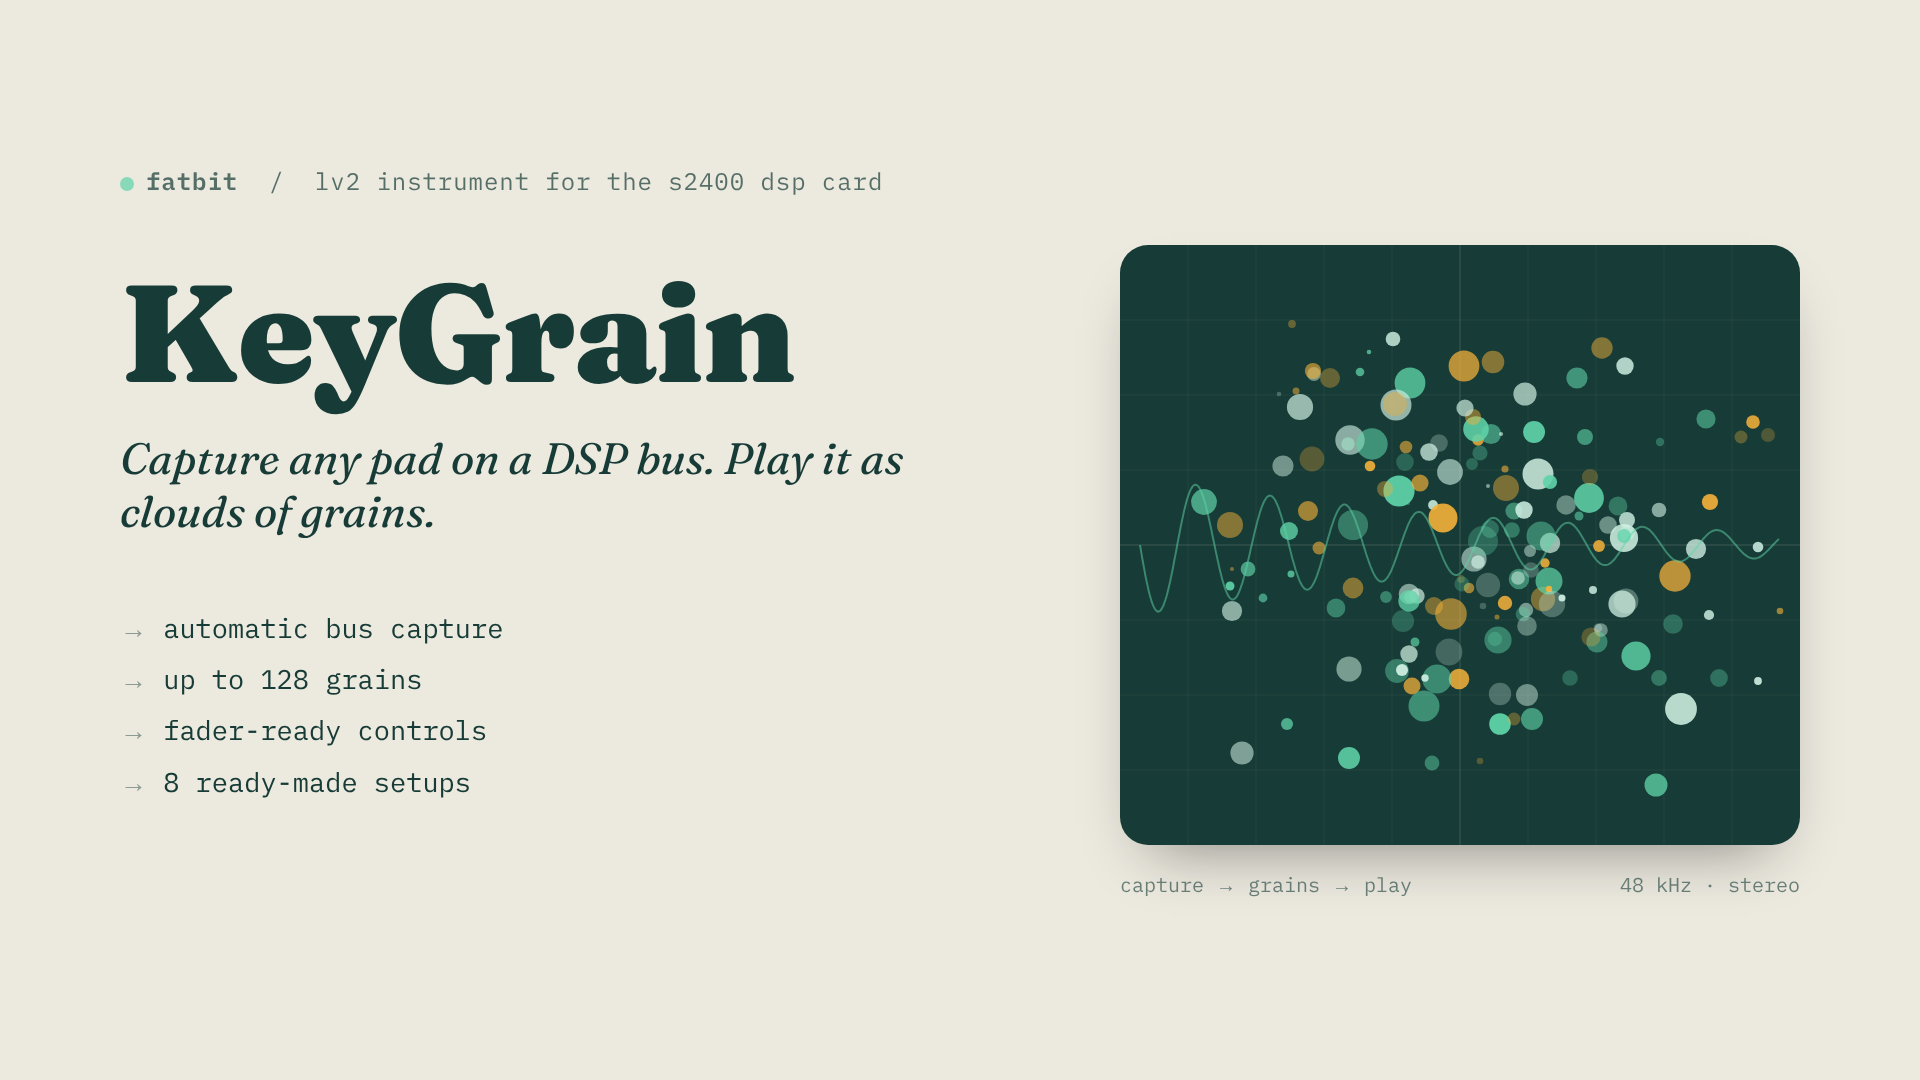 fatbit / lv2 instrument for the s2400 dsp card
KeyGrain
Capture any pad on a DSP bus. Play it as
clouds of grains.
→ automatic bus capture
→ up to 128 grains
→ fader-ready controls
→ 8 ready-made setups
capture → grains → play
48 kHz · stereo